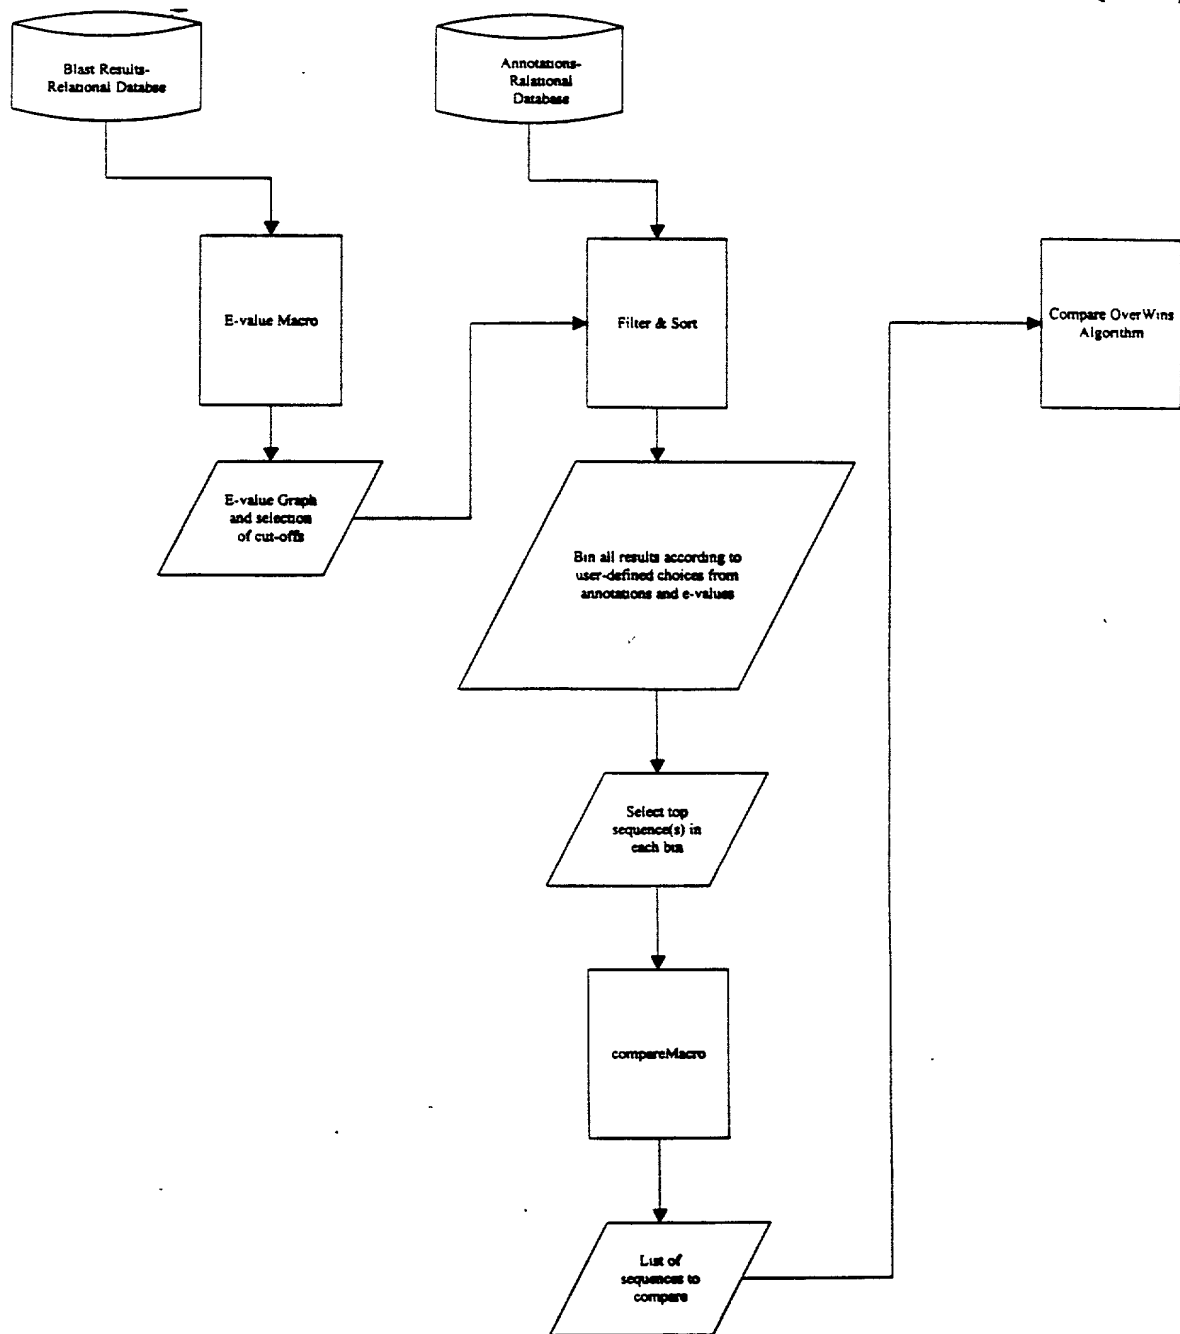 Blast Results-
Relational Databse
Annotations-
Ralational
Database
E-value Macro
Filter & Sort
Compare OverWins
Algorithm
E-value Graph
and selection
of cut-offs
Bin all results according to
user-defined choices from
annotations and e-values
Select top
sequence(s) in
each bin
compareMacro
List of
sequences to
compare